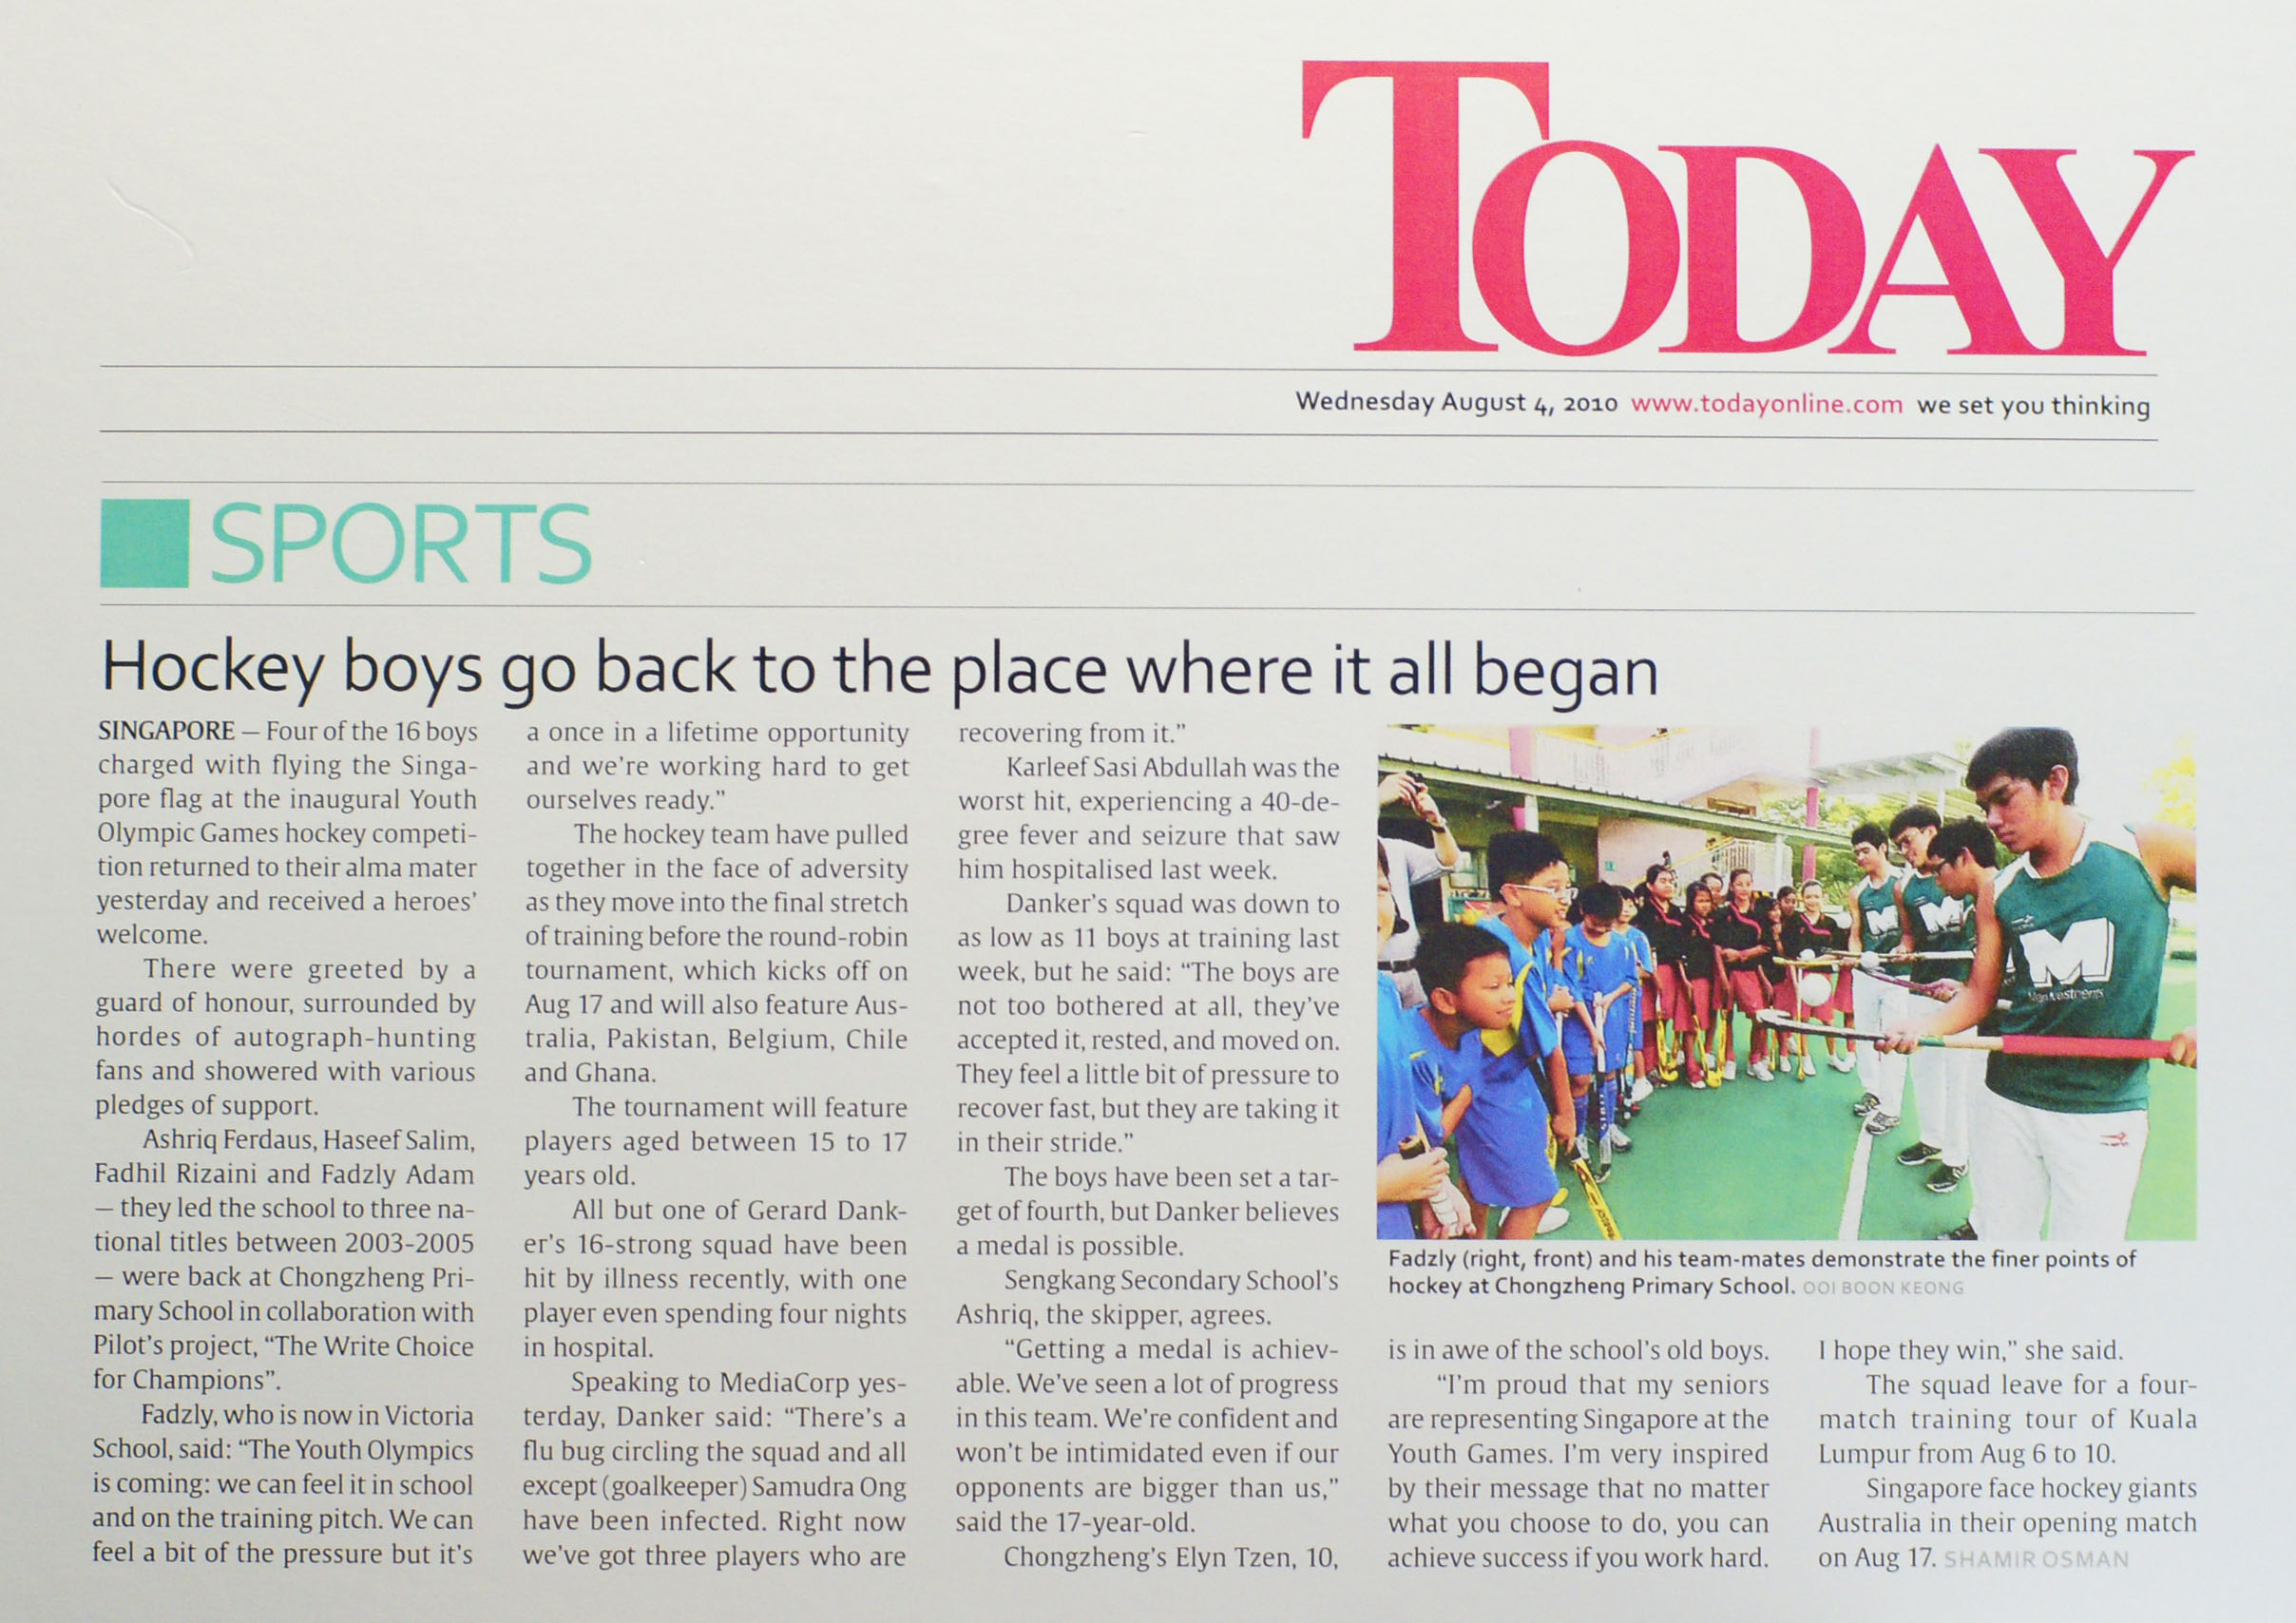 TODAY
Wednesday August 4, 2010 www.todayonline.com we set you thinking
SPORTS
Hockey boys go back to the place where it all began
SINGAPORE — Four of the 16 boys
charged with flying the Singa-
pore flag at the inaugural Youth
Olympic Games hockey competi-
tion returned to their alma mater
yesterday and received a heroes'
welcome.
There were greeted by a
guard of honour, surrounded by
hordes of autograph-hunting
fans and showered with various
pledges of support.
Ashriq Ferdaus, Haseef Salim,
Fadhil Rizaini and Fadzly Adam
— they led the school to three na-
tional titles between 2003-2005
— were back at Chongzheng Pri-
mary School in collaboration with
Pilot's project, "The Write Choice
for Champions".
Fadzly, who is now in Victoria
School, said: "The Youth Olympics
is coming: we can feel it in school
and on the training pitch. We can
feel a bit of the pressure but it's
a once in a lifetime opportunity
and we're working hard to get
ourselves ready."
The hockey team have pulled
together in the face of adversity
as they move into the final stretch
of training before the round-robin
tournament, which kicks off on
Aug 17 and will also feature Aus-
tralia, Pakistan, Belgium, Chile
and Ghana.
The tournament will feature
players aged between 15 to 17
years old.
All but one of Gerard Dank-
er's 16-strong squad have been
hit by illness recently, with one
player even spending four nights
in hospital.
Speaking to MediaCorp yes-
terday, Danker said: "There's a
flu bug circling the squad and all
except (goalkeeper) Samudra Ong
have been infected. Right now
we've got three players who are
recovering from it."
Karleef Sasi Abdullah was the
worst hit, experiencing a 40-de-
gree fever and seizure that saw
him hospitalised last week.
Danker's squad was down to
as low as 11 boys at training last
week, but he said: "The boys are
not too bothered at all, they've
accepted it, rested, and moved on.
They feel a little bit of pressure to
recover fast, but they are taking it
in their stride."
The boys have been set a tar-
get of fourth, but Danker believes
a medal is possible.
Sengkang Secondary School's
Ashriq, the skipper, agrees.
"Getting a medal is achiev-
able. We've seen a lot of progress
in this team. We're confident and
won't be intimidated even if our
opponents are bigger than us,"
said the 17-year-old.
Chongzheng's Elyn Tzen, 10,
M
Fadzly (right, front) and his team-mates demonstrate the finer points of
hockey at Chongzheng Primary School. OOI BOON KEONG
is in awe of the school's old boys.
"I'm proud that my seniors
are representing Singapore at the
Youth Games. I'm very inspired
by their message that no matter
what you choose to do, you can
achieve success if you work hard.
I hope they win," she said.
The squad leave for a four-
match training tour of Kuala
Lumpur from Aug 6 to 10.
Singapore face hockey giants
Australia in their opening match
on Aug 17. SHAMIR OSMAN